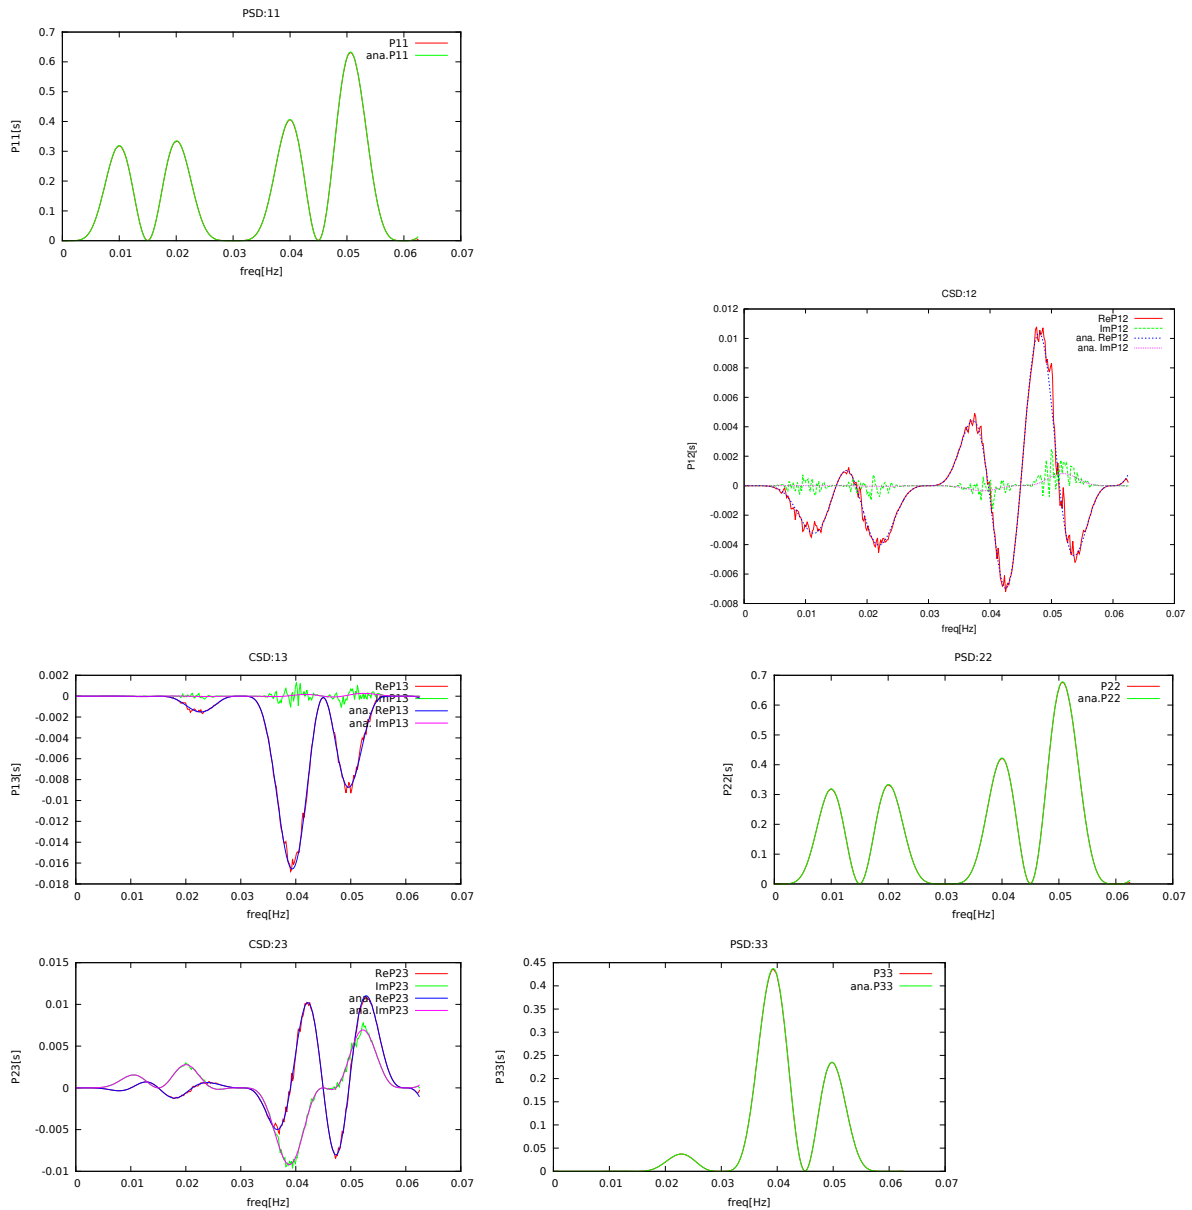 PSD:11
0.7
0.6
0.5
0.4
0.3
0.2
0.1
0
P11[s]
P11
ana.P11
0 0.01 0.02 0.03 0.04 0.05 0.06 0.07
freq[Hz]
CSD:12
0.012
0.01
0.008
0.006
0.004
0.002
0
-0.002
-0.004
-0.006
-0.008
P12[s]
ReP12
ImP12
ana. ReP12
ana. ImP12
0 0.01 0.02 0.03 0.04 0.05 0.06 0.07
freq[Hz]
CSD:13
0.002
0
-0.002
-0.004
-0.006
-0.008
-0.01
-0.012
-0.014
-0.016
-0.018
P13[s]
ReP13
ImP13
ana. ReP13
ana. ImP13
0 0.01 0.02 0.03 0.04 0.05 0.06 0.07
freq[Hz]
PSD:22
0.7
0.6
0.5
0.4
0.3
0.2
0.1
0
P22[s]
P22
ana.P22
0 0.01 0.02 0.03 0.04 0.05 0.06 0.07
freq[Hz]
CSD:23
0.015
0.01
0.005
0
-0.005
-0.01
P23[s]
ReP23
ImP23
ana. ReP23
ana. ImP23
0 0.01 0.02 0.03 0.04 0.05 0.06 0.07
freq[Hz]
PSD:33
0.45
0.4
0.35
0.3
0.25
0.2
0.15
0.1
0.05
0
P33[s]
P33
ana.P33
0 0.01 0.02 0.03 0.04 0.05 0.06 0.07
freq[Hz]